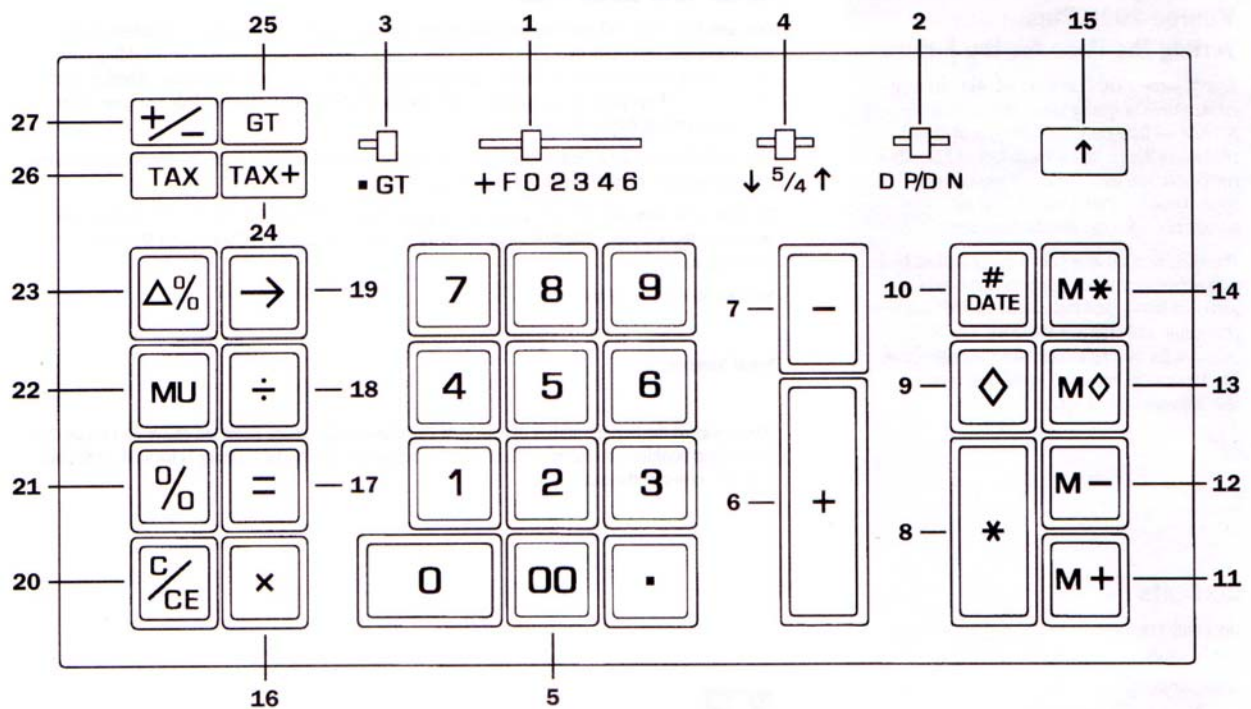 25 3 1 4 2 15
27 +/− GT
26 TAX TAX+ ▪ GT + F 0 2 3 4 6 ↓ 5/4 ↑ D P/D N ↑
24
23 Δ% → 19 7 8 9 7 − 10 # DATE M* 14
22 MU ÷ 18 4 5 6 9 ◊ M◊ 13
21 % = 17 1 2 3 6 + 8 * M− 12
20 C/CE × 0 00 . M+ 11
16 5